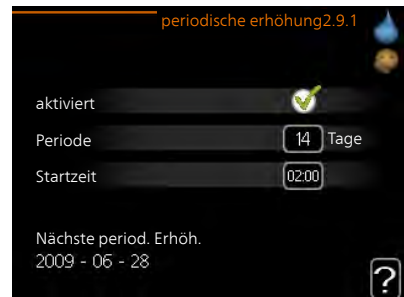 periodische erhöhung2.9.1
aktiviert
Periode 14 Tage
Startzeit 02:00
Nächste period. Erhöh.
2009 - 06 - 28
?